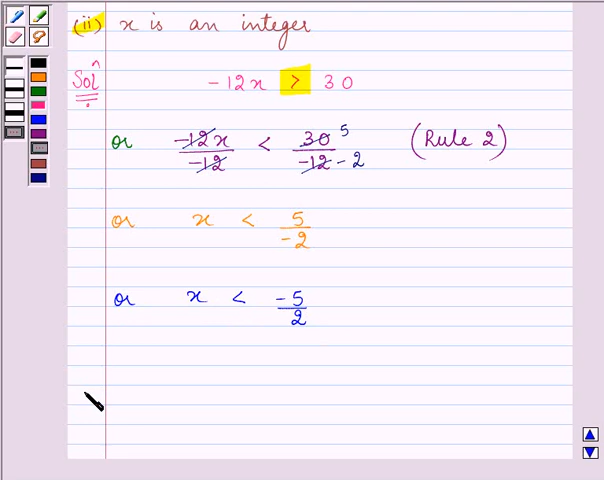 (ii) x is an integer
Solⁿ -12x > 30
or -12x/-12 < 30/-12 5 -2 (Rule 2)
or x < 5/-2
or x < -5/2